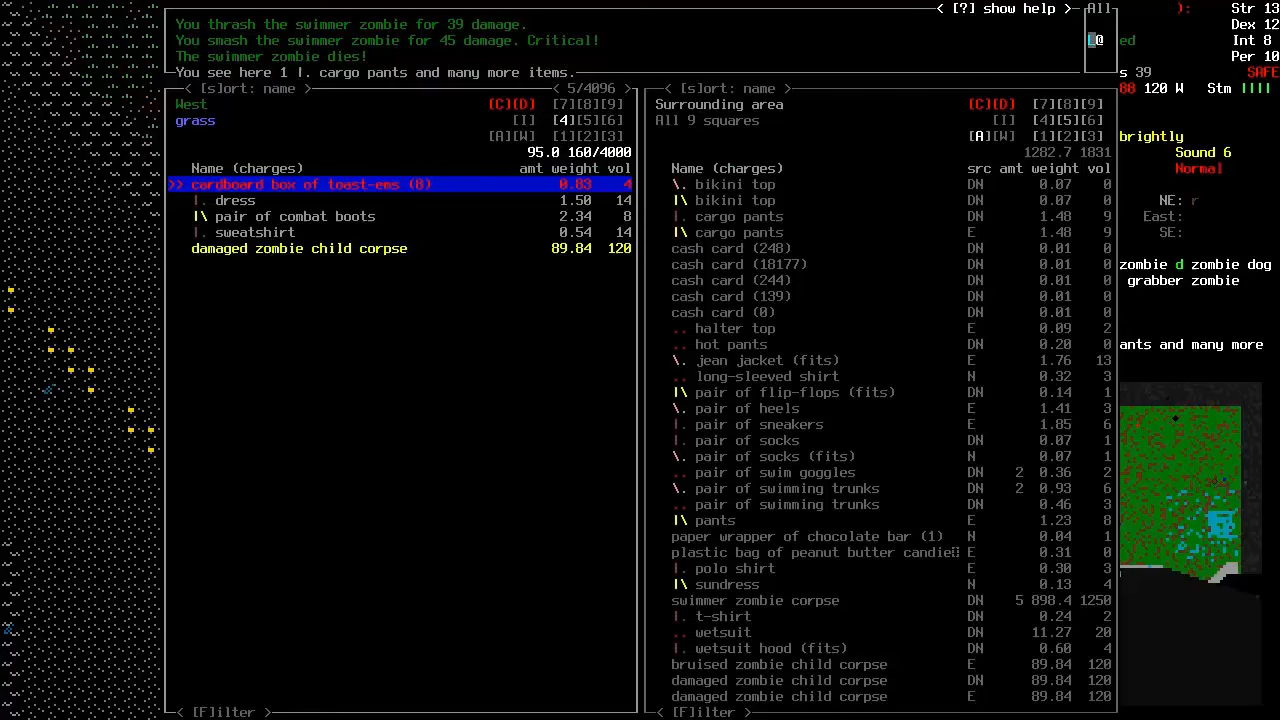 < [?] show help >
All
):
Str 13
You thrash the swimmer zombie for 39 damage.
Dex 12
You smash the swimmer zombie for 45 damage. Critical!
L@
ed
Int 8
The swimmer zombie dies!
Per 10
You see here 1 |. cargo pants and many more items.
s 39
SAFE
< [s]ort: name >
< 5/4096 >
< [s]ort: name >
88 120 W
Stm ||||
West
[C][D] [7][8][9]
Surrounding area
[C][D] [7][8][9]
grass
[I] [4][5][6]
All 9 squares
[I] [4][5][6]
[A][W] [1][2][3]
[A][W] [1][2][3]
brightly
95.0 160/4000
1282.7 1831
Sound 6
Name (charges) amt weight vol
Name (charges) src amt weight vol
Normal
>> cardboard box of toast-ems (8) 0.83 4
\. bikini top DN 0.07 0
|. dress 1.50 14
|\ bikini top DN 0.07 0
NE: r
|\ pair of combat boots 2.34 8
|. cargo pants DN 1.48 9
East:
|. sweatshirt 0.54 14
|\ cargo pants E 1.48 9
SE:
damaged zombie child corpse 89.84 120
cash card (248) DN 0.01 0
cash card (18177) DN 0.01 0
zombie d zombie dog
cash card (244) DN 0.01 0
grabber zombie
cash card (139) DN 0.01 0
cash card (0) DN 0.01 0
.. halter top E 0.09 2
.. hot pants DN 0.20 0
ants and many more
\. jean jacket (fits) E 1.76 13
.. long-sleeved shirt N 0.32 3
|\ pair of flip-flops (fits) DN 0.14 1
\. pair of heels E 1.41 3
|. pair of sneakers E 1.85 6
|. pair of socks DN 0.07 1
\. pair of socks (fits) N 0.07 1
.. pair of swim goggles DN 2 0.36 2
\. pair of swimming trunks DN 2 0.93 6
.. pair of swimming trunks DN 0.46 3
|\ pants E 1.23 8
paper wrapper of chocolate bar (1) N 0.04 1
plastic bag of peanut butter candie E 0.31 0
|. polo shirt E 0.30 3
|\ sundress N 0.13 4
swimmer zombie corpse DN 5 898.4 1250
|. t-shirt DN 0.24 2
.. wetsuit DN 11.27 20
|. wetsuit hood (fits) DN 0.60 4
bruised zombie child corpse E 89.84 120
damaged zombie child corpse DN 89.84 120
damaged zombie child corpse E 89.84 120
< [F]ilter >
< [F]ilter >